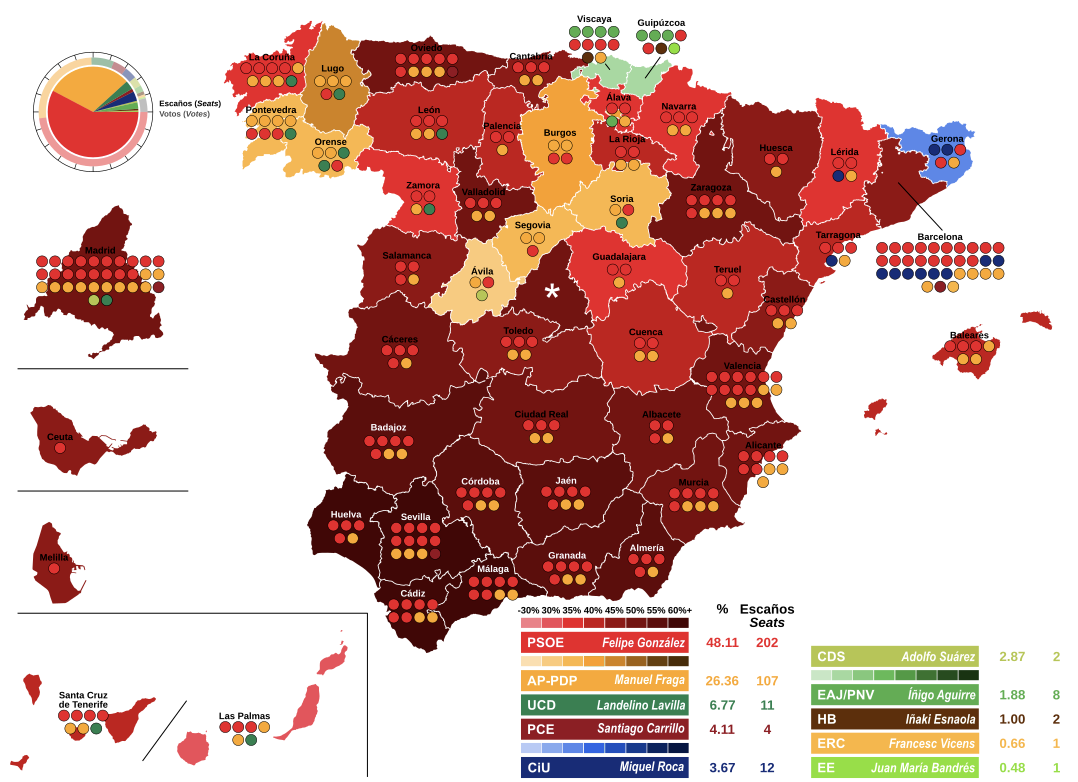 Viscaya
Guipúzcoa
Oviedo
Cantabria
La Coruña
Lugo
Álava
Navarra
Escaños (Seats)
Votos (Votes)
Pontevedra
León
Palencia
Burgos
La Rioja
Huesca
Lérida
Gerona
Orense
Zamora
Valladolid
Soria
Zaragoza
Segovia
Tarragona
Barcelona
Madrid
Salamanca
Ávila
Guadalajara
Teruel
*
Castellón
Cáceres
Toledo
Cuenca
Baleares
Valencia
Ciudad Real
Albacete
Badajoz
Ceuta
Alicante
Córdoba
Jaén
Murcia
Huelva
Sevilla
Melilla
Granada
Almería
Málaga
Cádiz
-30% 30% 35% 40% 45% 50% 55% 60%+
% Escaños
Seats
PSOE Felipe González 48.11 202
AP-PDP Manuel Fraga 26.36 107
UCD Landelino Lavilla 6.77 11
PCE Santiago Carrillo 4.11 4
CiU Miquel Roca 3.67 12
CDS Adolfo Suárez 2.87 2
EAJ/PNV Íñigo Aguirre 1.88 8
HB Iñaki Esnaola 1.00 2
ERC Francesc Vicens 0.66 1
EE Juan Maria Bandrés 0.48 1
Santa Cruz
de Tenerife
Las Palmas